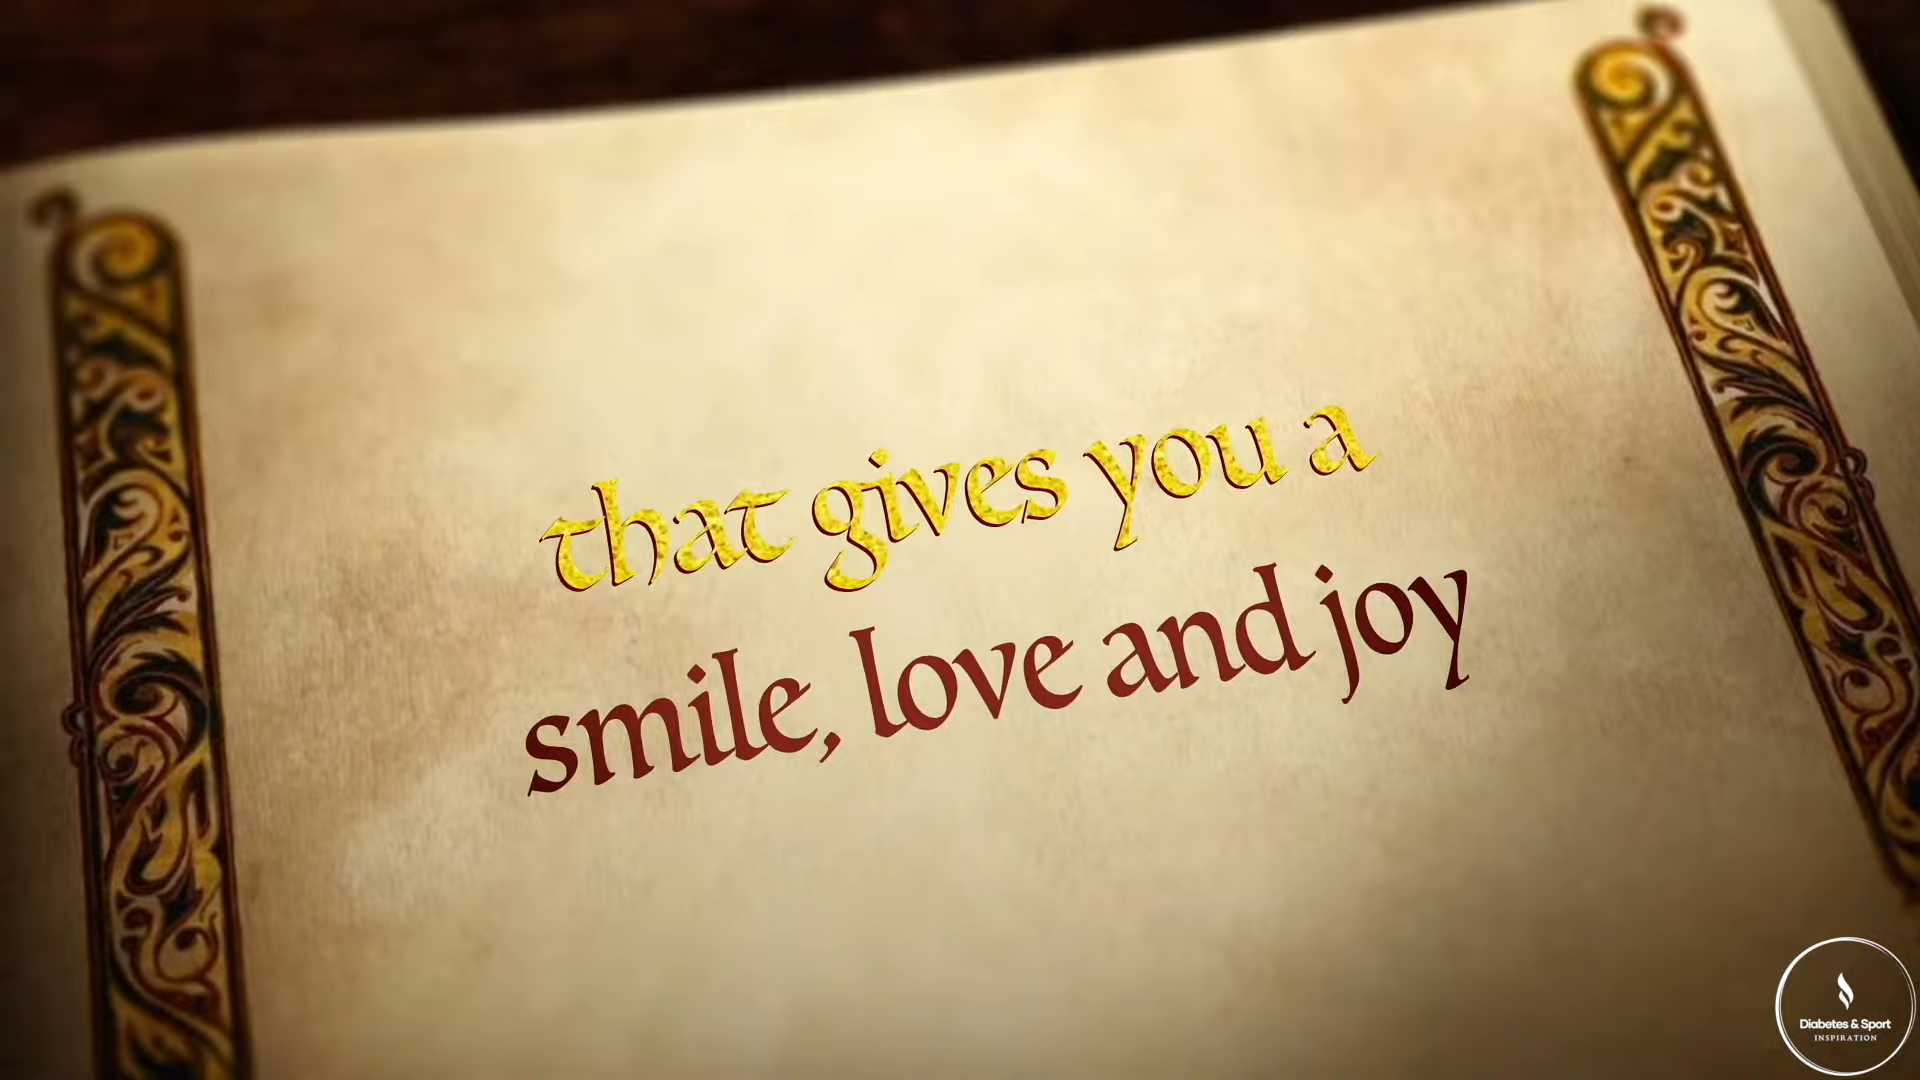 that gives you a
smile, love and joy
Diabetes & Sport
INSPIRATION